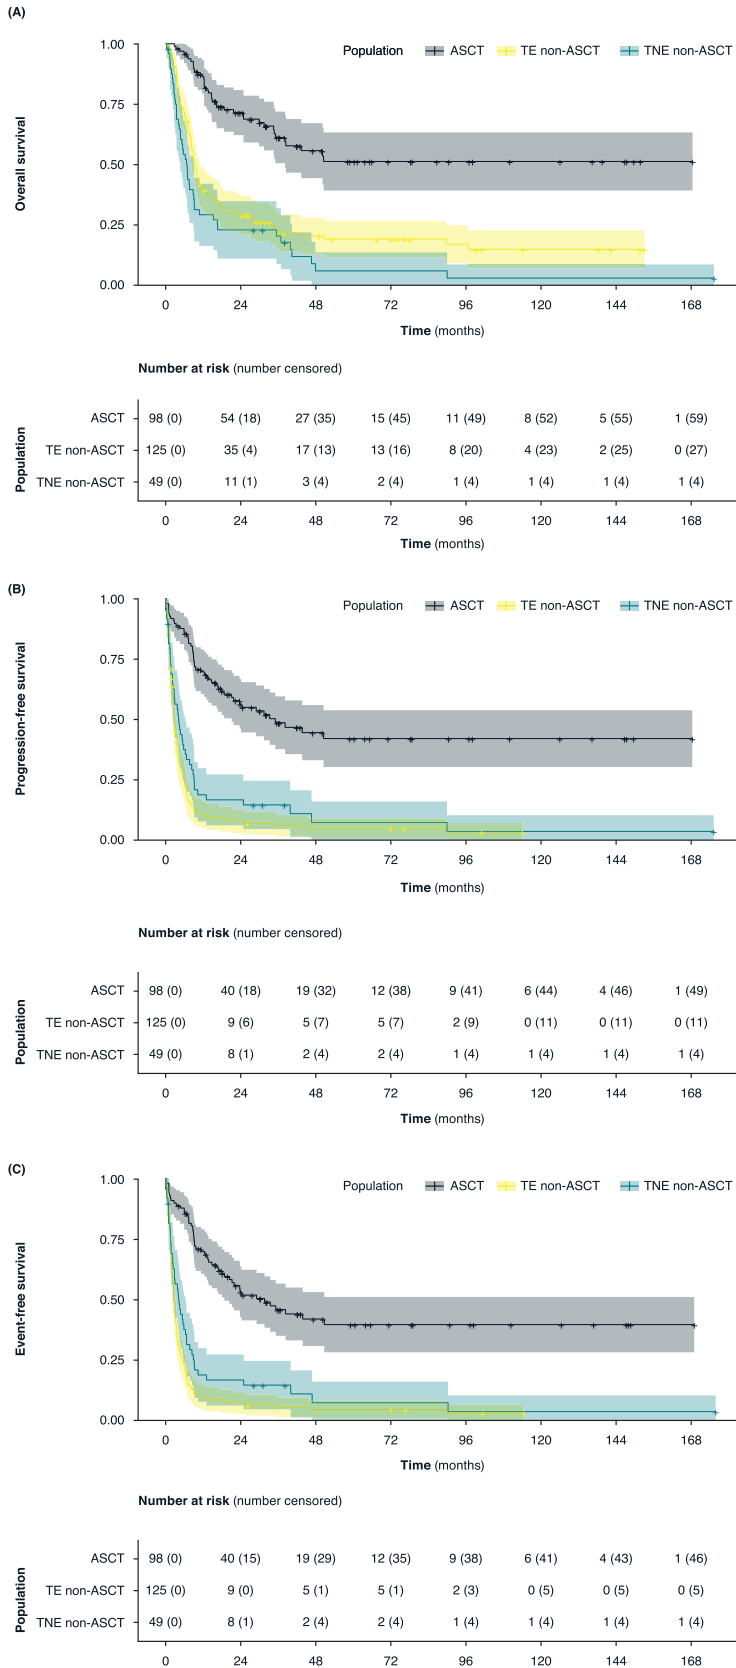 (A)
Population ASCT TE non-ASCT TNE non-ASCT
Overall survival
1.00
0.75
0.50
0.25
0.00
0 24 48 72 96 120 144 168
Time (months)
Number at risk (number censored)
Population
ASCT 98 (0) 54 (18) 27 (35) 15 (45) 11 (49) 8 (52) 5 (55) 1 (59)
TE non-ASCT 125 (0) 35 (4) 17 (13) 13 (16) 8 (20) 4 (23) 2 (25) 0 (27)
TNE non-ASCT 49 (0) 11 (1) 3 (4) 2 (4) 1 (4) 1 (4) 1 (4) 1 (4)
0 24 48 72 96 120 144 168
Time (months)
(B)
Population ASCT TE non-ASCT TNE non-ASCT
Progression-free survival
1.00
0.75
0.50
0.25
0.00
0 24 48 72 96 120 144 168
Time (months)
Number at risk (number censored)
Population
ASCT 98 (0) 40 (18) 19 (32) 12 (38) 9 (41) 6 (44) 4 (46) 1 (49)
TE non-ASCT 125 (0) 9 (6) 5 (7) 5 (7) 2 (9) 0 (11) 0 (11) 0 (11)
TNE non-ASCT 49 (0) 8 (1) 2 (4) 2 (4) 1 (4) 1 (4) 1 (4) 1 (4)
0 24 48 72 96 120 144 168
Time (months)
(C)
Population ASCT TE non-ASCT TNE non-ASCT
Event-free survival
1.00
0.75
0.50
0.25
0.00
0 24 48 72 96 120 144 168
Time (months)
Number at risk (number censored)
Population
ASCT 98 (0) 40 (15) 19 (29) 12 (35) 9 (38) 6 (41) 4 (43) 1 (46)
TE non-ASCT 125 (0) 9 (0) 5 (1) 5 (1) 2 (3) 0 (5) 0 (5) 0 (5)
TNE non-ASCT 49 (0) 8 (1) 2 (4) 2 (4) 1 (4) 1 (4) 1 (4) 1 (4)
0 24 48 72 96 120 144 168